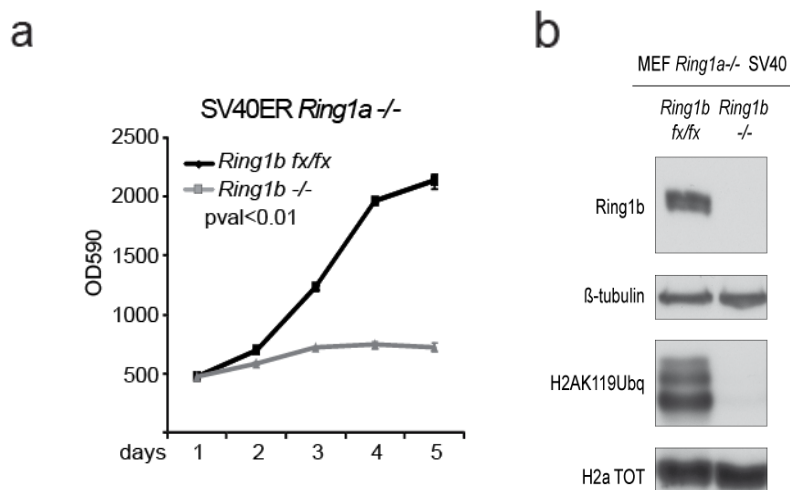 a
SV40ER Ring1a -/-
2500
2000
1500
1000
500
OD590
Ring1b fx/fx
Ring1b -/-
pval<0.01
days 1 2 3 4 5
b
MEF Ring1a-/- SV40
Ring1b Ring1b
fx/fx -/-
Ring1b
ß-tubulin
H2AK119Ubq
H2a TOT